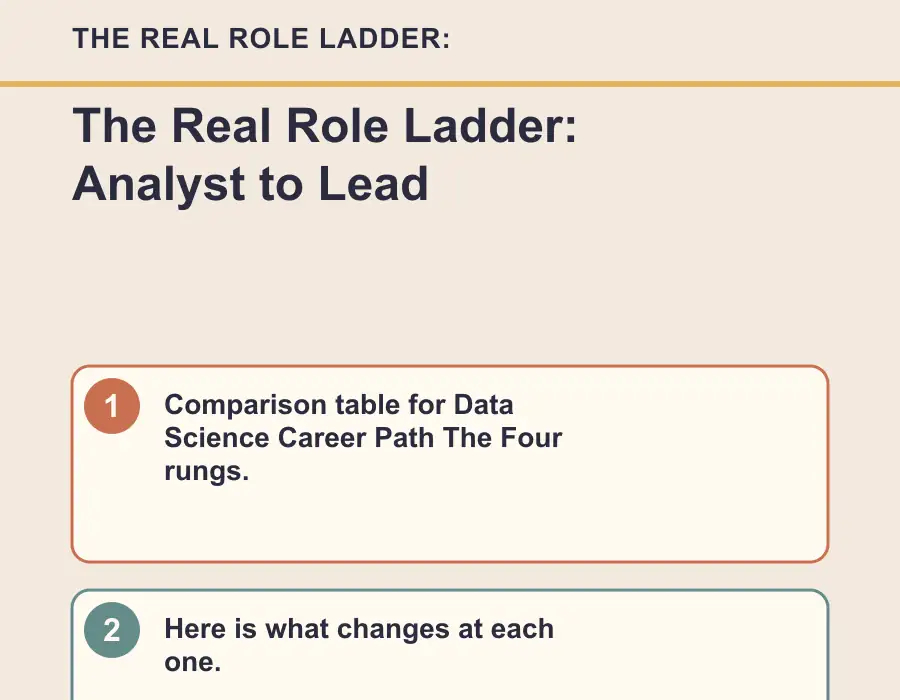 THE REAL ROLE LADDER:
The Real Role Ladder:
Analyst to Lead
1
Comparison table for Data
Science Career Path The Four
rungs.
2
Here is what changes at each
one.